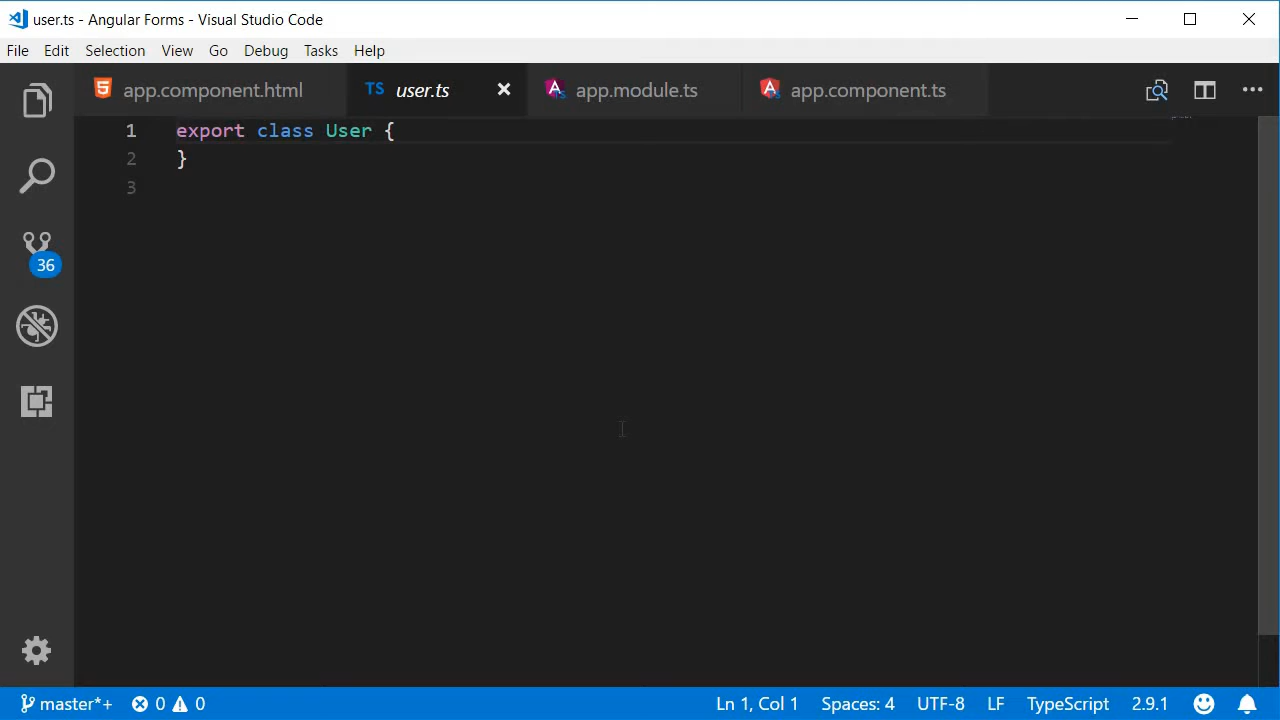 user.ts - Angular Forms - Visual Studio Code
File Edit Selection View Go Debug Tasks Help
app.component.html TS user.ts app.module.ts app.component.ts
1 export class User {
2 }
3
36
master*+ 0 0 Ln 1, Col 1 Spaces: 4 UTF-8 LF TypeScript 2.9.1